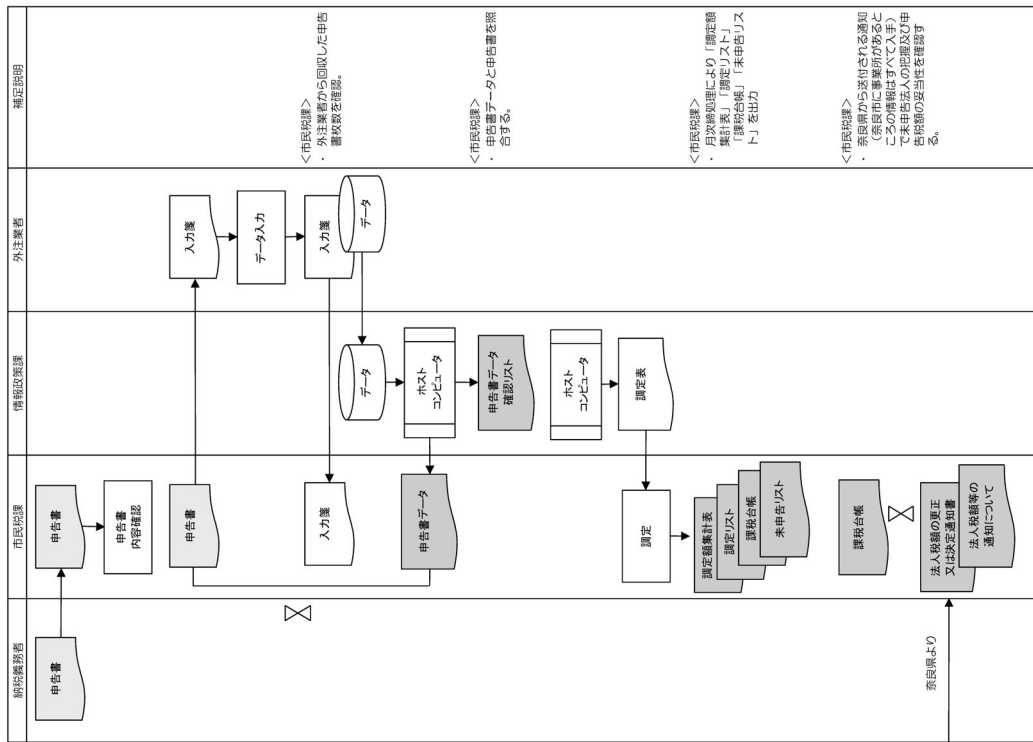 納税義務者
市民税課
情報政策課
外注業者
補足説明
申告書
申告書
申告書
内容確認
申告書
入力箋
データ入力
入力箋
データ
入力箋
データ
ホスト
コンピュータ
申告書データ
申告書データ
確認リスト
ホスト
コンピュータ
調定表
調定
調定額集計表
調定リスト
課税台帳
未申告リスト
課税台帳
法人税額の更正
又は決定通知書
法人税額等の
通知について
奈良県より
<市民税課>
・ 外注業者から回収した申告
書枚数を確認。
<市民税課>
・ 申告書データと申告書を照
合する。
<市民税課>
・ 月次締処理により「調定額
集計表」「調定リスト」
「課税台帳」「未申告リス
ト」を出力
<市民税課>
・ 奈良県から送付される通知
(奈良市に事業所があると
ころの情報はすべて入手)
で未申告法人の把握及び申
告税額の妥当性を確認す
る。